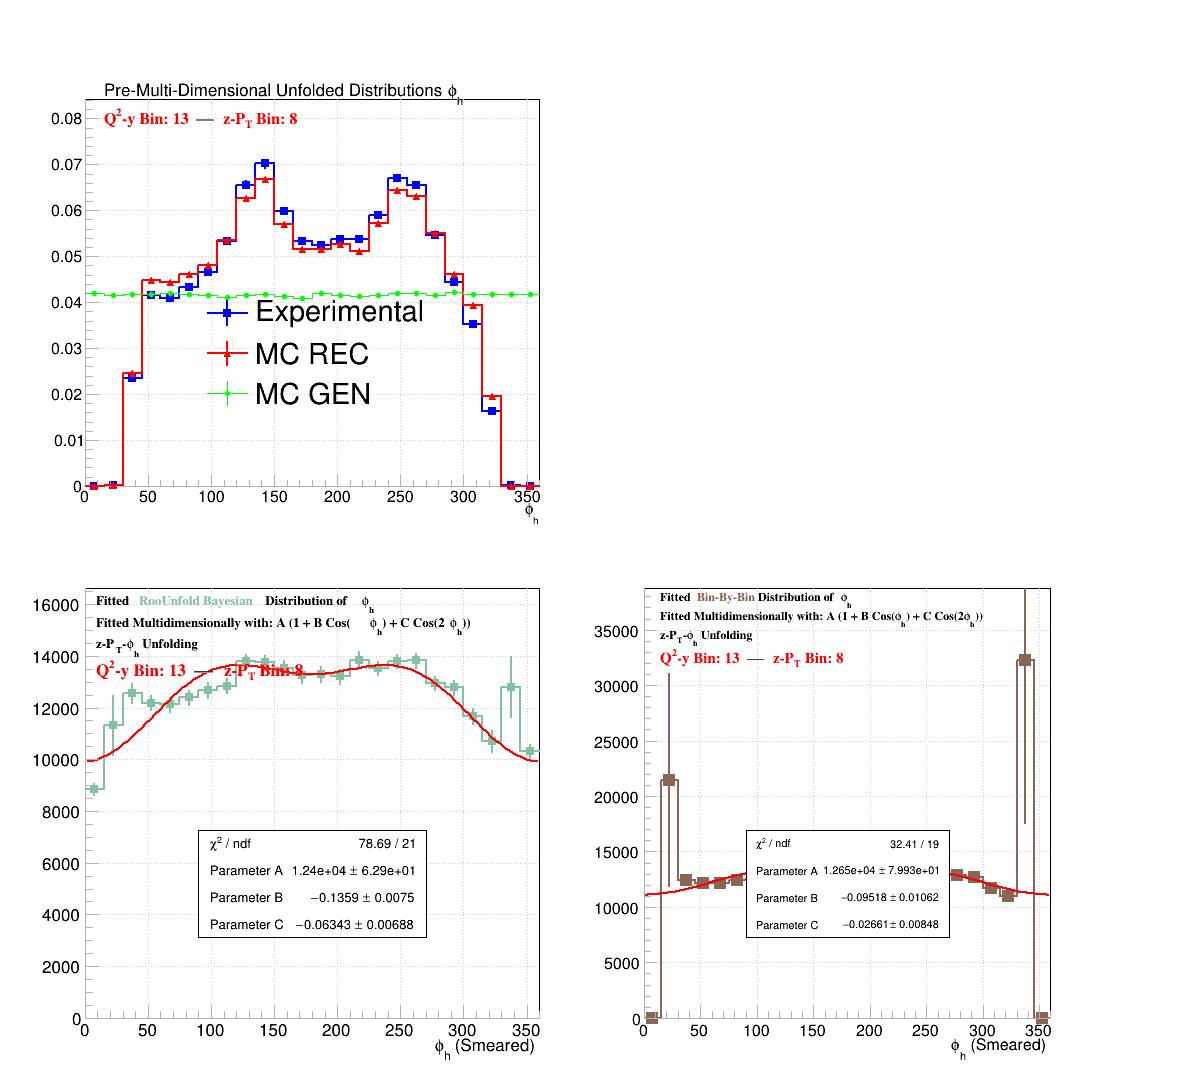 Pre-Multi-Dimensional Unfolded Distributions ϕ_h
Q²-y Bin: 13 — z-P_T Bin: 8
0.08
0.07
0.06
0.05
0.04
0.03
0.02
0.01
0
Experimental
MC REC
MC GEN
0 50 100 150 200 250 300 350
ϕ_h
Fitted RooUnfold Bayesian Distribution of ϕ_h
Fitted Multidimensionally with: A (1 + B Cos( ϕ_h) + C Cos(2 ϕ_h))
z-P_T-ϕ_h Unfolding
Q²-y Bin: 13 — z-P_T Bin: 8
16000
14000
12000
10000
8000
6000
4000
2000
0
χ² / ndf 78.69 / 21
Parameter A 1.24e+04 ± 6.29e+01
Parameter B −0.1359 ± 0.0075
Parameter C −0.06343 ± 0.00688
0 50 100 150 200 250 300 350
ϕ_h (Smeared)
Fitted Bin-By-Bin Distribution of ϕ_h
Fitted Multidimensionally with: A (1 + B Cos(ϕ_h) + C Cos(2ϕ_h))
z-P_T-ϕ_h Unfolding
Q²-y Bin: 13 — z-P_T Bin: 8
35000
30000
25000
20000
15000
10000
5000
0
χ² / ndf 32.41 / 19
Parameter A 1.265e+04 ± 7.993e+01
Parameter B −0.09518 ± 0.01062
Parameter C −0.02661 ± 0.00848
0 50 100 150 200 250 300 350
ϕ_h (Smeared)